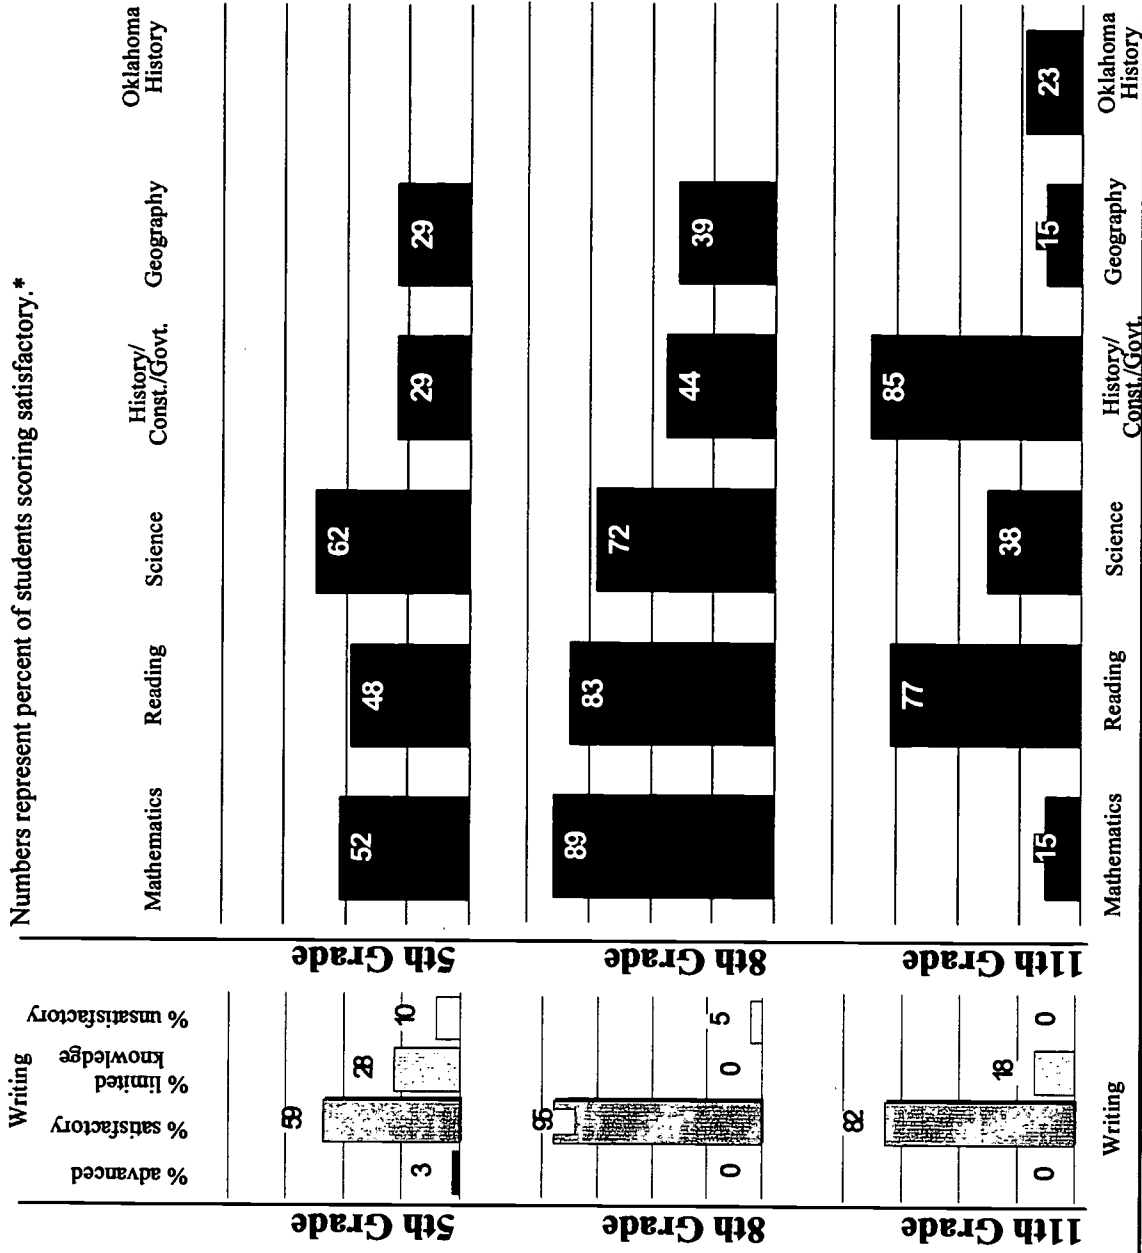 Numbers represent percent of students scoring satisfactory.*
Writing
% advanced
% satisfactory
% limited
knowledge
% unsatisfactory
Mathematics
Reading
Science
History/
Const./Govt.
Geography
Oklahoma
History
5th Grade
3
59
28
10
5th Grade
52
48
62
29
29
8th Grade
0
95
0
5
8th Grade
89
83
72
44
39
11th Grade
0
82
18
0
11th Grade
15
77
38
85
15
23
Writing
Mathematics
Reading
Science
History/
Const./Govt.
Geography
Oklahoma
History